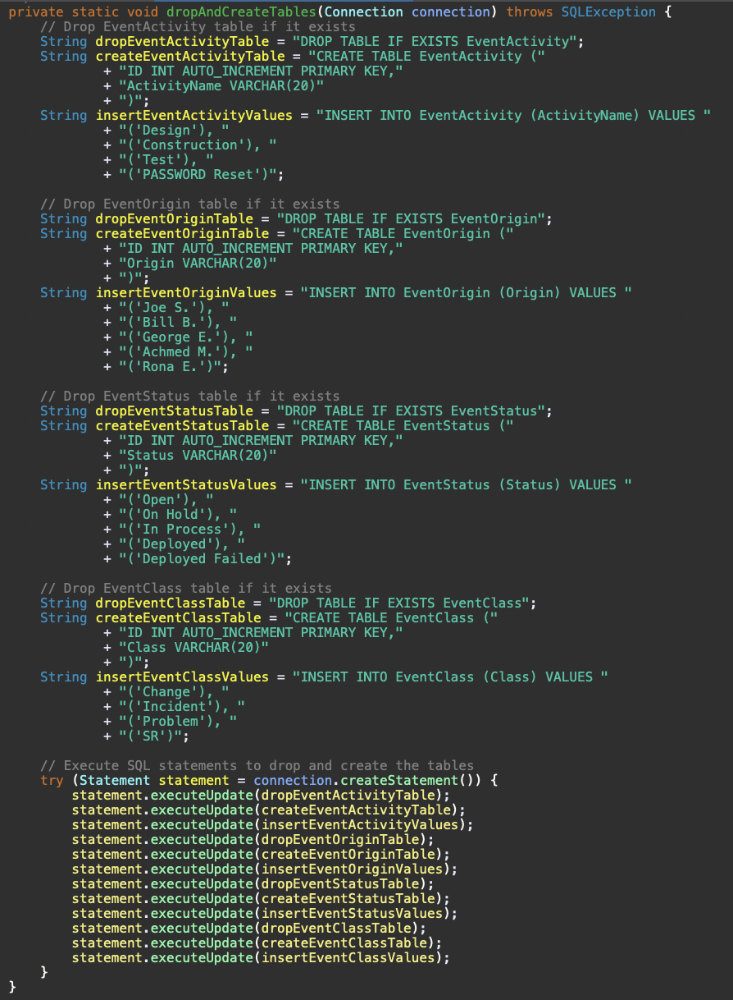 private static void dropAndCreateTables(Connection connection) throws SQLException {
    // Drop EventActivity table if it exists
    String dropEventActivityTable = "DROP TABLE IF EXISTS EventActivity";
    String createEventActivityTable = "CREATE TABLE EventActivity ("
            + "ID INT AUTO_INCREMENT PRIMARY KEY,"
            + "ActivityName VARCHAR(20)"
            + ")";
    String insertEventActivityValues = "INSERT INTO EventActivity (ActivityName) VALUES "
            + "('Design'), "
            + "('Construction'), "
            + "('Test'), "
            + "('PASSWORD Reset')";

    // Drop EventOrigin table if it exists
    String dropEventOriginTable = "DROP TABLE IF EXISTS EventOrigin";
    String createEventOriginTable = "CREATE TABLE EventOrigin ("
            + "ID INT AUTO_INCREMENT PRIMARY KEY,"
            + "Origin VARCHAR(20)"
            + ")";
    String insertEventOriginValues = "INSERT INTO EventOrigin (Origin) VALUES "
            + "('Joe S.'), "
            + "('Bill B.'), "
            + "('George E.'), "
            + "('Achmed M.'), "
            + "('Rona E.')";

    // Drop EventStatus table if it exists
    String dropEventStatusTable = "DROP TABLE IF EXISTS EventStatus";
    String createEventStatusTable = "CREATE TABLE EventStatus ("
            + "ID INT AUTO_INCREMENT PRIMARY KEY,"
            + "Status VARCHAR(20)"
            + ")";
    String insertEventStatusValues = "INSERT INTO EventStatus (Status) VALUES "
            + "('Open'), "
            + "('On Hold'), "
            + "('In Process'), "
            + "('Deployed'), "
            + "('Deployed Failed')";

    // Drop EventClass table if it exists
    String dropEventClassTable = "DROP TABLE IF EXISTS EventClass";
    String createEventClassTable = "CREATE TABLE EventClass ("
            + "ID INT AUTO_INCREMENT PRIMARY KEY,"
            + "Class VARCHAR(20)"
            + ")";
    String insertEventClassValues = "INSERT INTO EventClass (Class) VALUES "
            + "('Change'), "
            + "('Incident'), "
            + "('Problem'), "
            + "('SR')";

    // Execute SQL statements to drop and create the tables
    try (Statement statement = connection.createStatement()) {
        statement.executeUpdate(dropEventActivityTable);
        statement.executeUpdate(createEventActivityTable);
        statement.executeUpdate(insertEventActivityValues);
        statement.executeUpdate(dropEventOriginTable);
        statement.executeUpdate(createEventOriginTable);
        statement.executeUpdate(insertEventOriginValues);
        statement.executeUpdate(dropEventStatusTable);
        statement.executeUpdate(createEventStatusTable);
        statement.executeUpdate(insertEventStatusValues);
        statement.executeUpdate(dropEventClassTable);
        statement.executeUpdate(createEventClassTable);
        statement.executeUpdate(insertEventClassValues);
    }
}